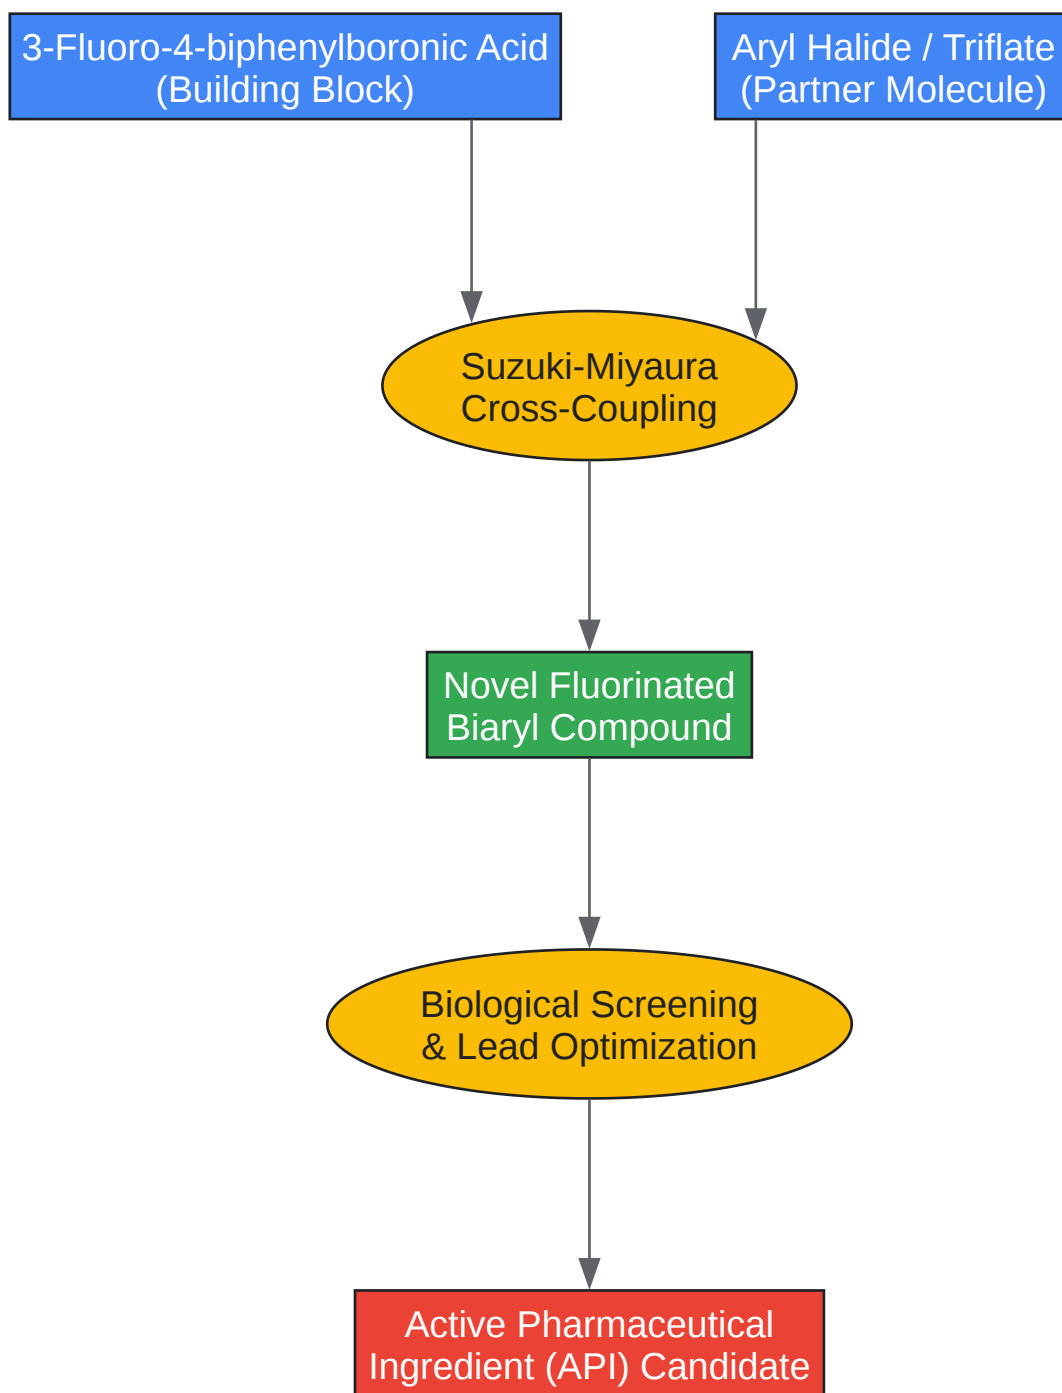 3-Fluoro-4-biphenylboronic Acid
(Building Block)
Aryl Halide / Triflate
(Partner Molecule)
Suzuki-Miyaura
Cross-Coupling
Novel Fluorinated
Biaryl Compound
Biological Screening
& Lead Optimization
Active Pharmaceutical
Ingredient (API) Candidate